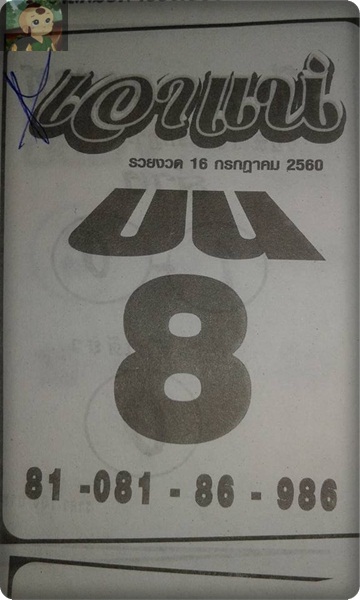 เอาแน่
รวยงวด 16 กรกฎาคม 2560
บน
8
81 -081 - 86 - 986